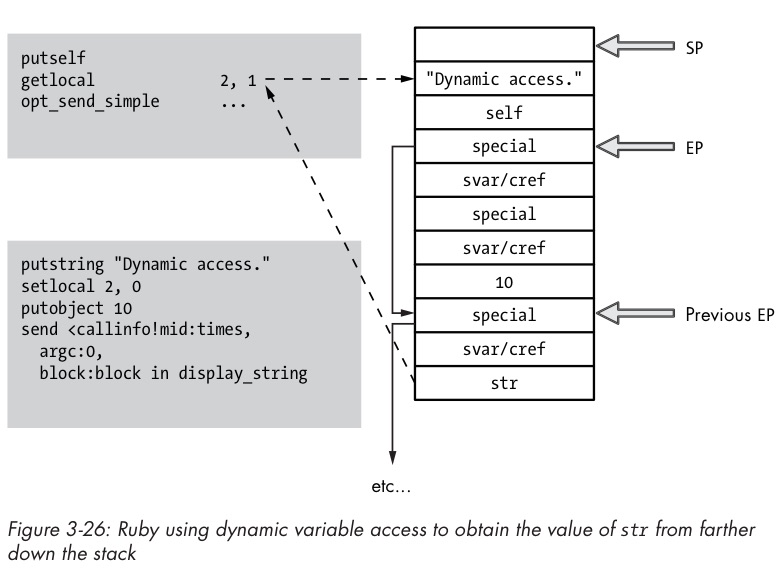 putself
getlocal 2, 1
opt_send_simple ...
putstring "Dynamic access."
setlocal 2, 0
putobject 10
send <callinfo!mid:times,
argc:0,
block:block in display_string
SP
"Dynamic access."
self
special
EP
svar/cref
special
svar/cref
10
special
Previous EP
svar/cref
str
etc...
Figure 3-26: Ruby using dynamic variable access to obtain the value of str from farther
down the stack